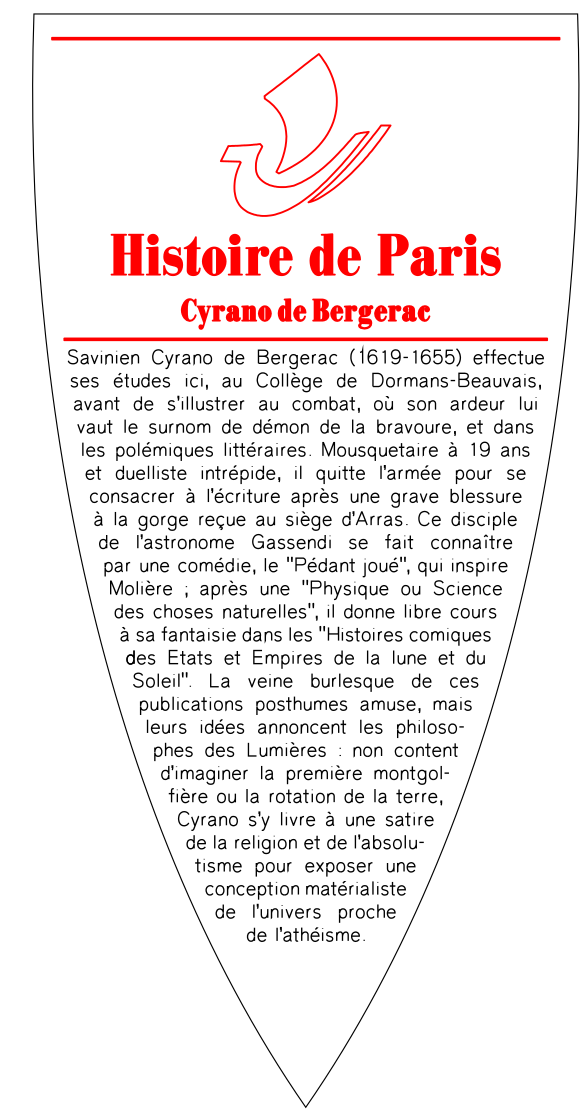 Histoire de Paris
Cyrano de Bergerac
Savinien Cyrano de Bergerac (1619-1655) effectue
ses études ici, au Collège de Dormans-Beauvais,
avant de s'illustrer au combat, où son ardeur lui
vaut le surnom de démon de la bravoure, et dans
les polémiques littéraires. Mousquetaire à 19 ans
et duelliste intrépide, il quitte l'armée pour se
consacrer à l'écriture après une grave blessure
à la gorge reçue au siège d'Arras. Ce disciple
de l'astronome Gassendi se fait connaître
par une comédie, le "Pédant joué", qui inspire
Molière ; après une "Physique ou Science
des choses naturelles", il donne libre cours
à sa fantaisie dans les "Histoires comiques
des Etats et Empires de la lune et du
Soleil". La veine burlesque de ces
publications posthumes amuse, mais
leurs idées annoncent les philoso-
phes des Lumières : non content
d'imaginer la première montgol-
fière ou la rotation de la terre,
Cyrano s'y livre à une satire
de la religion et de l'absolu-
tisme pour exposer une
conception matérialiste
de l'univers proche
de l'athéisme.